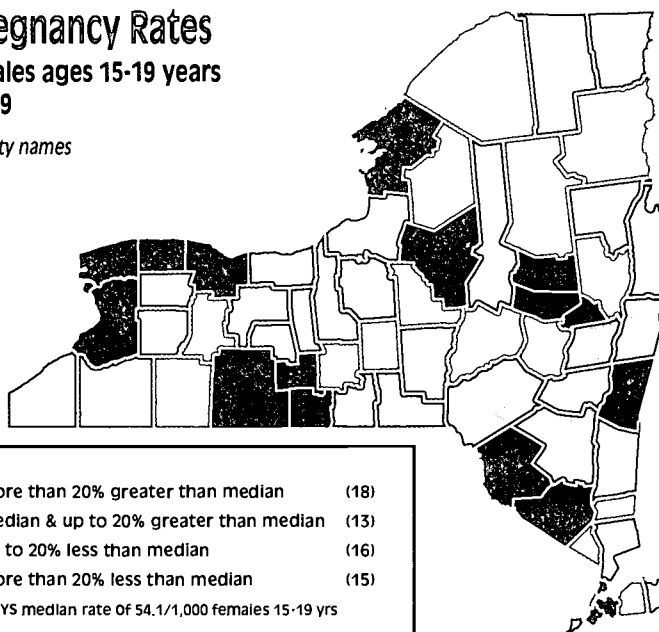 egnancy Rates
ales ages 15-19 years
9
ty names
ore than 20% greater than median (18)
edian & up to 20% greater than median (13)
to 20% less than median (16)
ore than 20% less than median (15)
YS median rate of 54.1/1,000 females 15-19 yrs